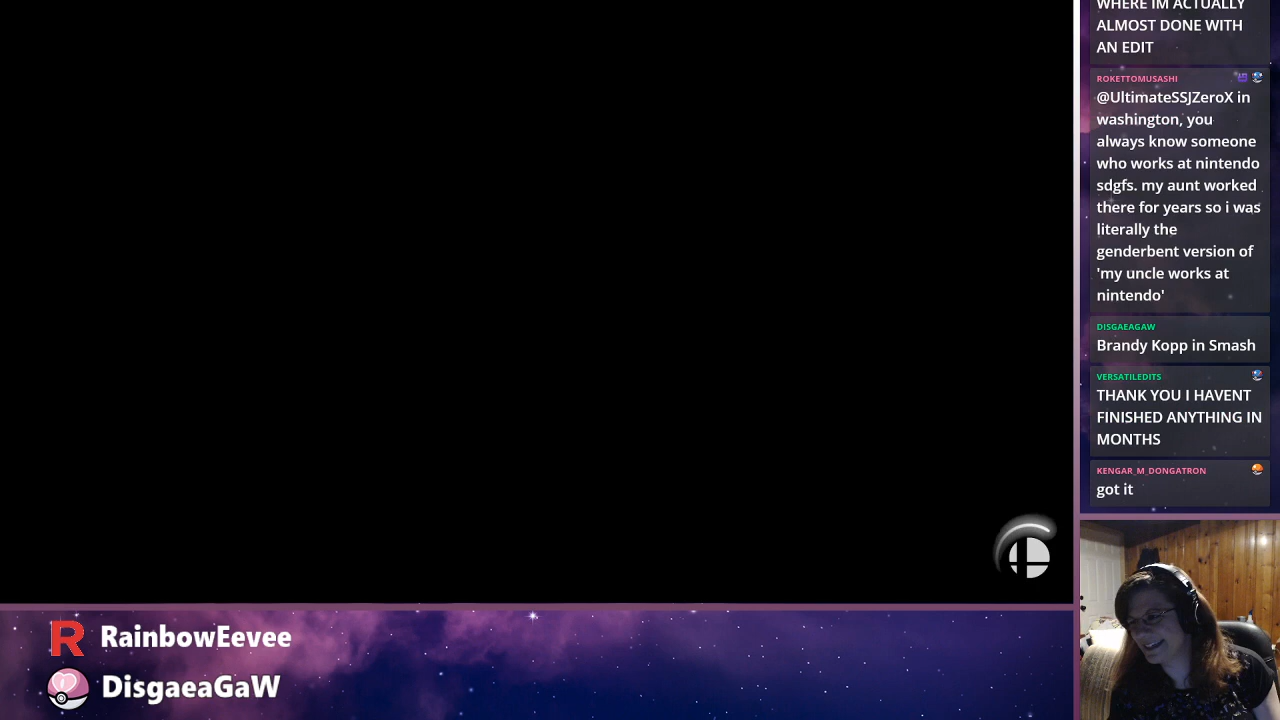 WHERE IM ACTUALLY
ALMOST DONE WITH
AN EDIT
ROKETTOMUSASHI
@UltimateSSJZeroX in
washington, you
always know someone
who works at nintendo
sdgfs. my aunt worked
there for years so i was
literally the
genderbent version of
'my uncle works at
nintendo'
DISGAEAGAW
Brandy Kopp in Smash
VERSATILEDITS
THANK YOU I HAVENT
FINISHED ANYTHING IN
MONTHS
KENGAR_M_DONGATRON
got it
R RainbowEevee
DisgaeaGaW